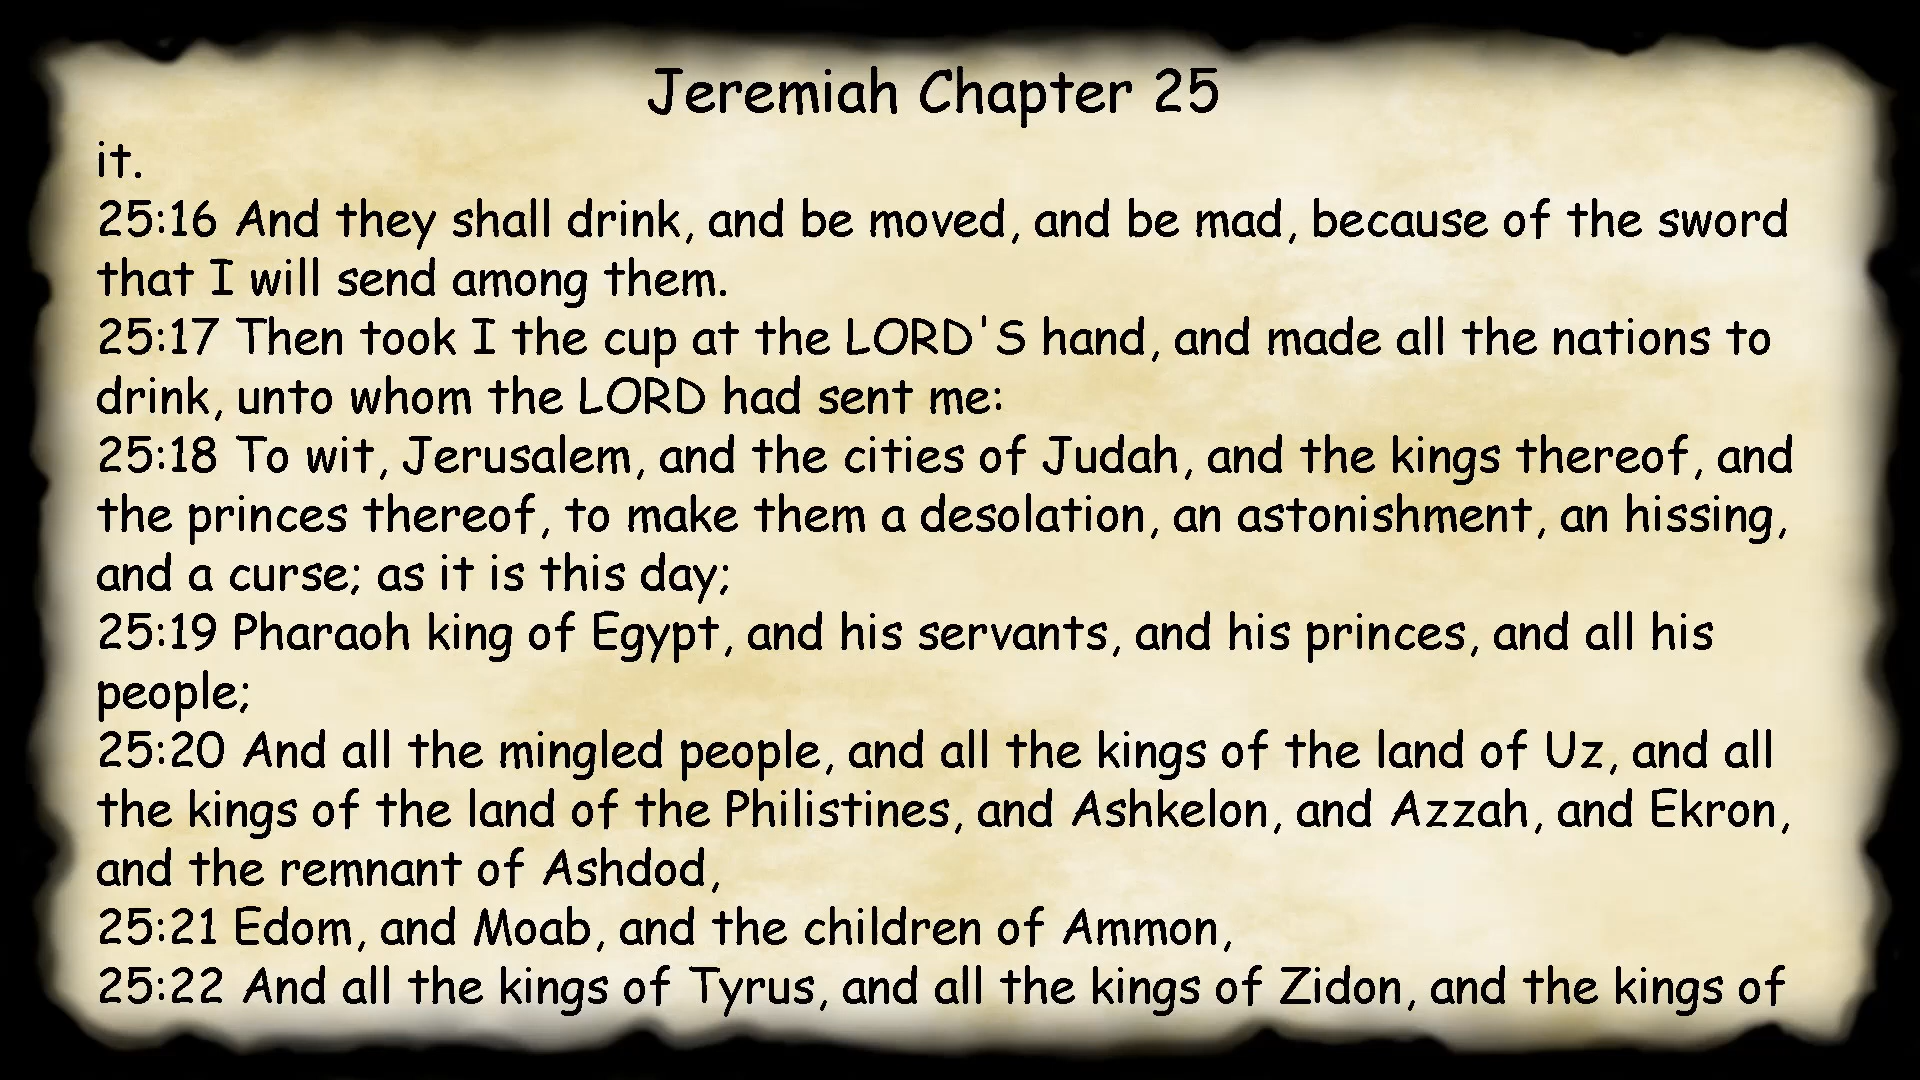 Jeremiah Chapter 25
it.
25:16 And they shall drink, and be moved, and be mad, because of the sword
that I will send among them.
25:17 Then took I the cup at the LORD'S hand, and made all the nations to
drink, unto whom the LORD had sent me:
25:18 To wit, Jerusalem, and the cities of Judah, and the kings thereof, and
the princes thereof, to make them a desolation, an astonishment, an hissing,
and a curse; as it is this day;
25:19 Pharaoh king of Egypt, and his servants, and his princes, and all his
people;
25:20 And all the mingled people, and all the kings of the land of Uz, and all
the kings of the land of the Philistines, and Ashkelon, and Azzah, and Ekron,
and the remnant of Ashdod,
25:21 Edom, and Moab, and the children of Ammon,
25:22 And all the kings of Tyrus, and all the kings of Zidon, and the kings of